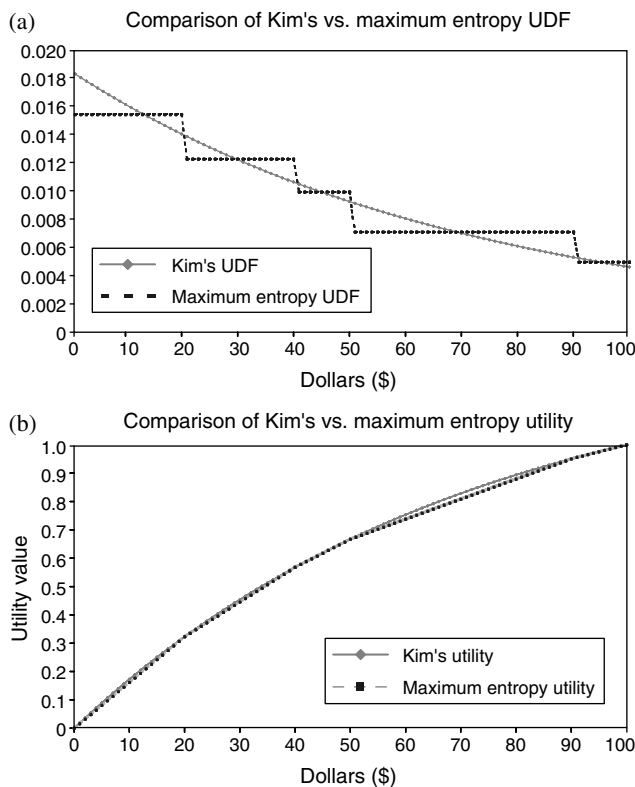 (a)
Comparison of Kim's vs. maximum entropy UDF
0.020
0.018
0.016
0.014
0.012
0.010
0.008
0.006
0.004
0.002
0
Kim's UDF
Maximum entropy UDF
0 10 20 30 40 50 60 70 80 90 100
Dollars ($)
(b)
Comparison of Kim's vs. maximum entropy utility
Utility value
1.0
0.9
0.8
0.7
0.6
0.5
0.4
0.3
0.2
0.1
0
Kim's utility
Maximum entropy utility
0 10 20 30 40 50 60 70 80 90 100
Dollars ($)